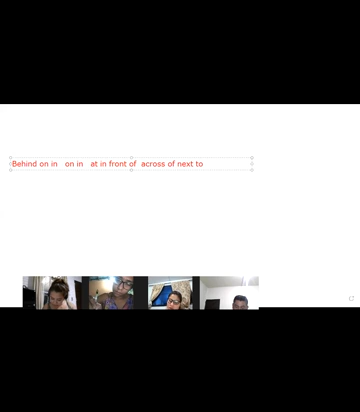 Behind on in on in at in front of across of next to